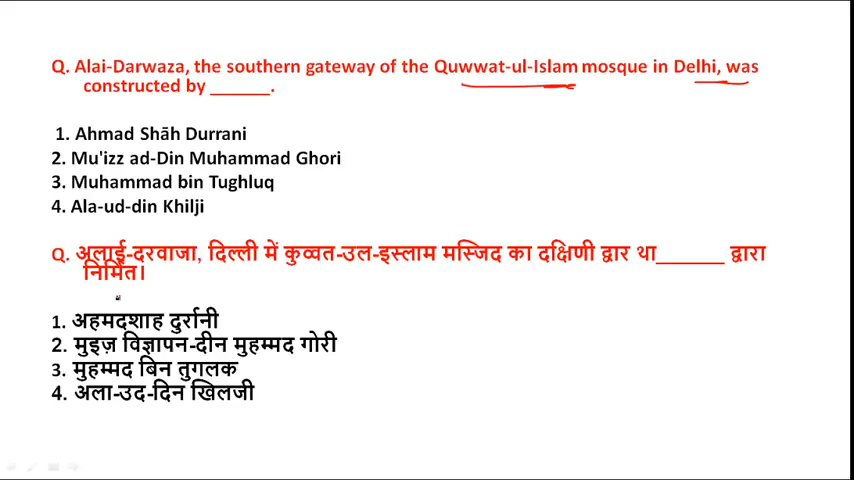 Q. Alai-Darwaza, the southern gateway of the Quwwat-ul-Islam mosque in Delhi, was
constructed by ______.
1. Ahmad Shāh Durrani
2. Mu'izz ad-Din Muhammad Ghori
3. Muhammad bin Tughluq
4. Ala-ud-din Khilji
Q. अलाई-दरवाजा, दिल्ली में कुव्वत-उल-इस्लाम मस्जिद का दक्षिणी द्वार था______ द्वारा
निर्मित।
1. अहमदशाह दुर्रानी
2. मुइज़ विज्ञापन-दीन मुहम्मद गोरी
3. मुहम्मद बिन तुगलक
4. अला-उद-दिन खिलजी